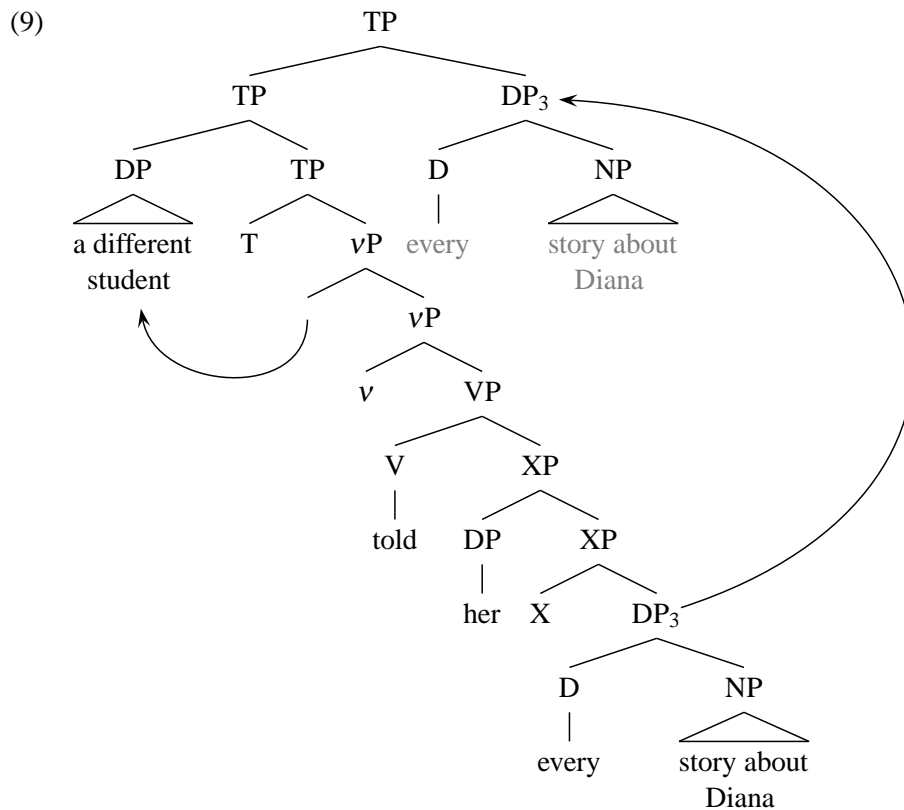 (9)
TP
TP DP₃
DP TP D NP
a different T vP every story about
student Diana
vP
v VP
V XP
told DP XP
her X DP₃
D NP
every story about
Diana